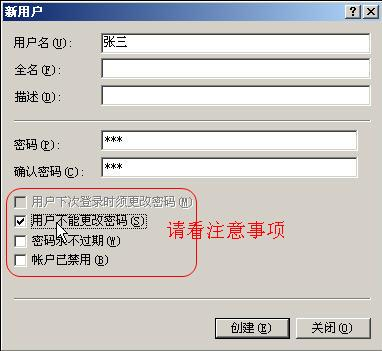 新用户
用户名(U): 张三
全名(F):
描述(D):
密码(P): ***
确认密码(C): ***
用户下次登录时须更改密码(M)
用户不能更改密码(S)
密码永不过期(W)
帐户已禁用(B)
请看注意事项
创建(E) 关闭(O)